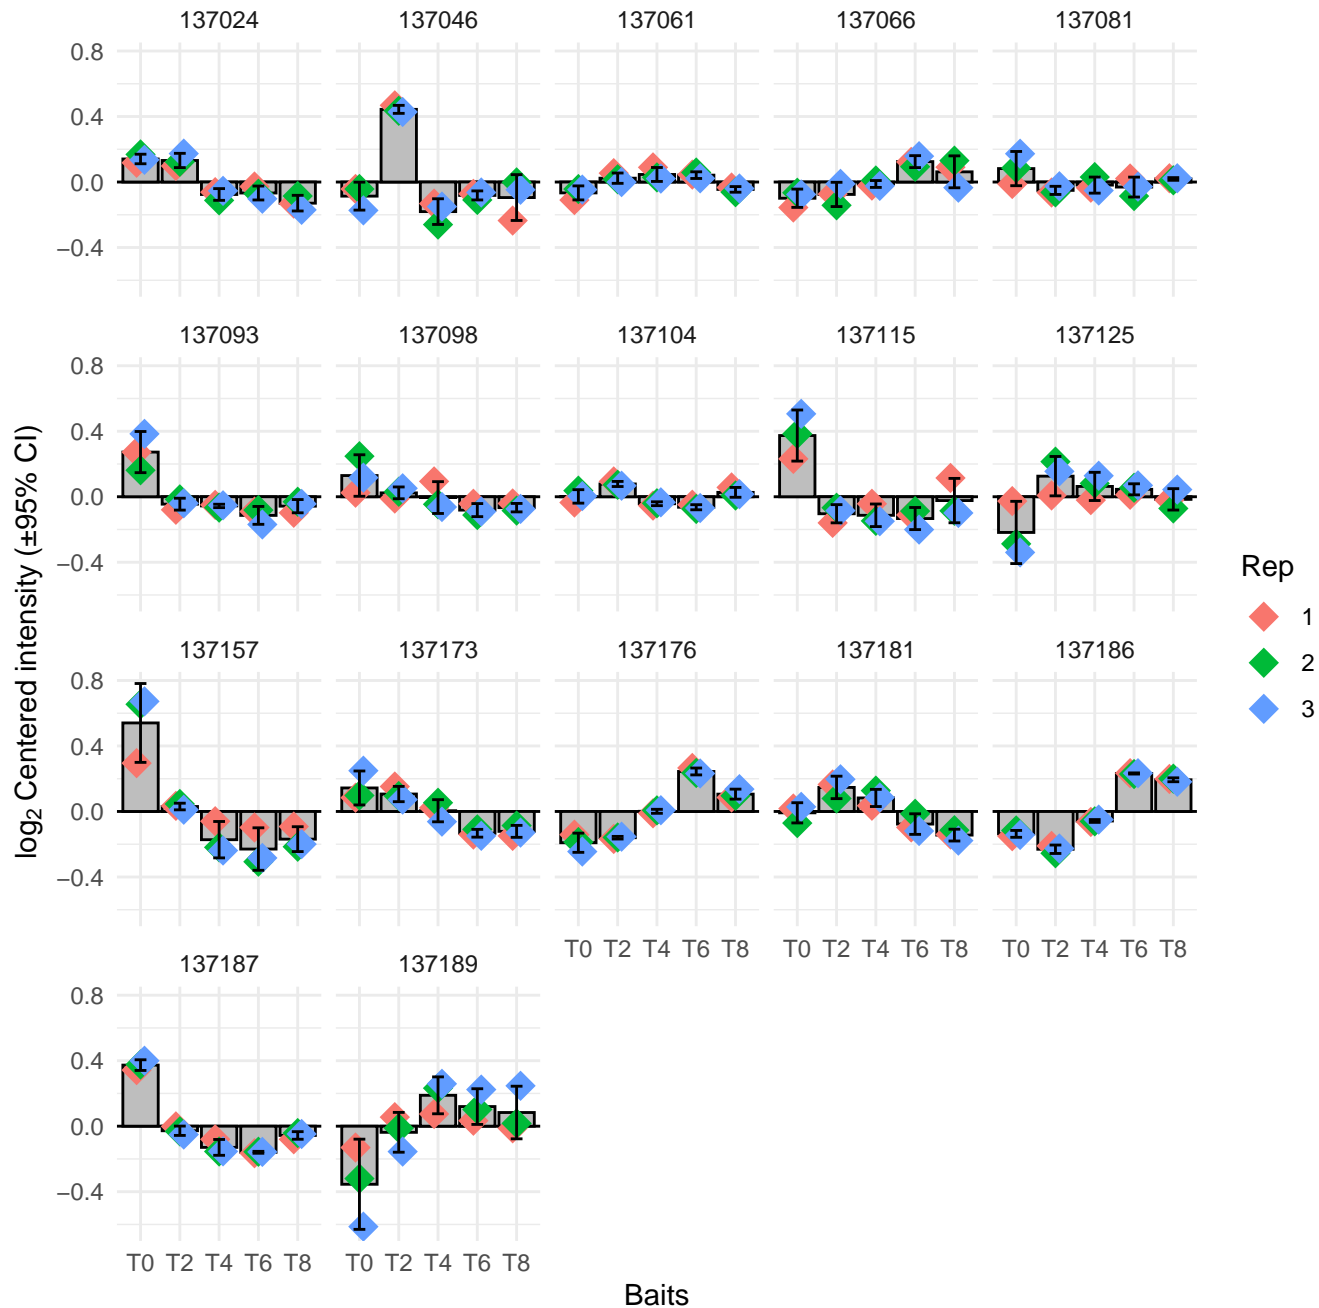 137024 137046 137061 137066 137081
0.8
0.4
0.0
−0.4
137093 137098 137104 137115 137125
0.8
0.4
0.0
−0.4
137157 137173 137176 137181 137186
0.8
0.4
0.0
−0.4
T0 T2 T4 T6 T8 T0 T2 T4 T6 T8 T0 T2 T4 T6 T8
137187 137189
0.8
0.4
0.0
−0.4
T0 T2 T4 T6 T8 T0 T2 T4 T6 T8
Baits
log₂ Centered intensity (±95% CI)
Rep
1
2
3